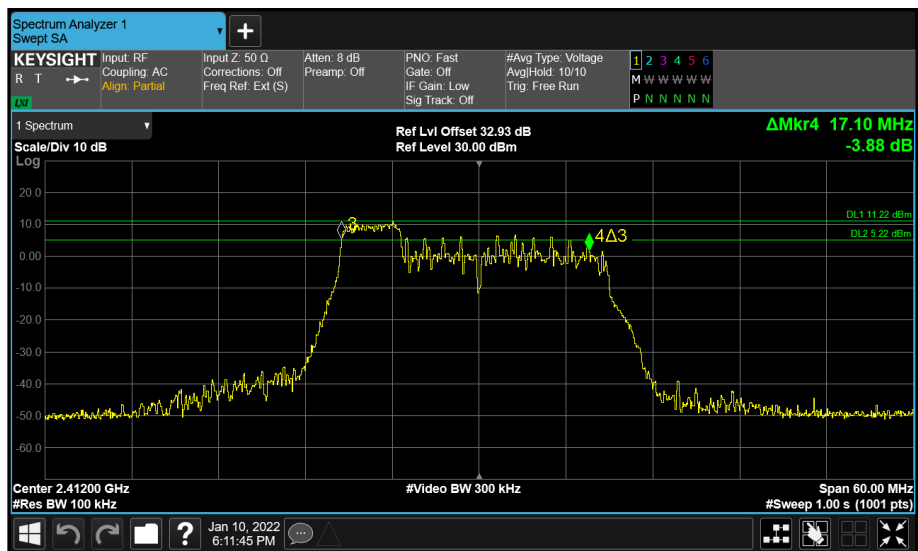 Spectrum Analyzer 1
Swept SA
+
KEYSIGHT Input: RF Input Z: 50 Ω Atten: 8 dB PNO: Fast #Avg Type: Voltage 1 2 3 4 5 6
R T Coupling: AC Corrections: Off Preamp: Off Gate: Off Avg|Hold: 10/10 M W W W W W
Align: Partial Freq Ref: Ext (S) IF Gain: Low Trig: Free Run
LXI Sig Track: Off P N N N N N
1 Spectrum
Ref Lvl Offset 32.93 dB ΔMkr4 17.10 MHz
Scale/Div 10 dB Ref Level 30.00 dBm -3.88 dB
Log
20.0
10.0
DL1 11.22 dBm
3
DL2 5.22 dBm
4Δ3
0.00
-10.0
-20.0
-30.0
-40.0
-50.0
-60.0
Center 2.41200 GHz #Video BW 300 kHz Span 60.00 MHz
#Res BW 100 kHz #Sweep 1.00 s (1001 pts)
? Jan 10, 2022
6:11:45 PM